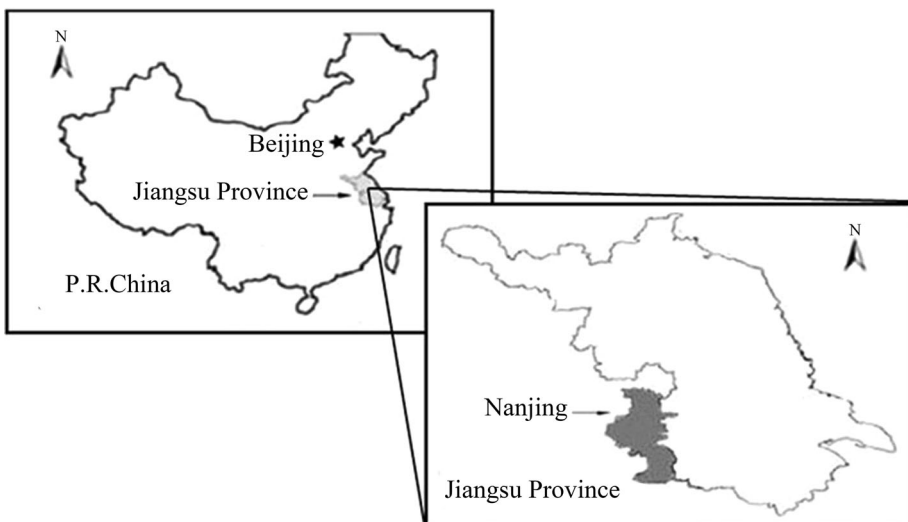 N
Beijing
Jiangsu Province
P.R.China
N
Nanjing
Jiangsu Province